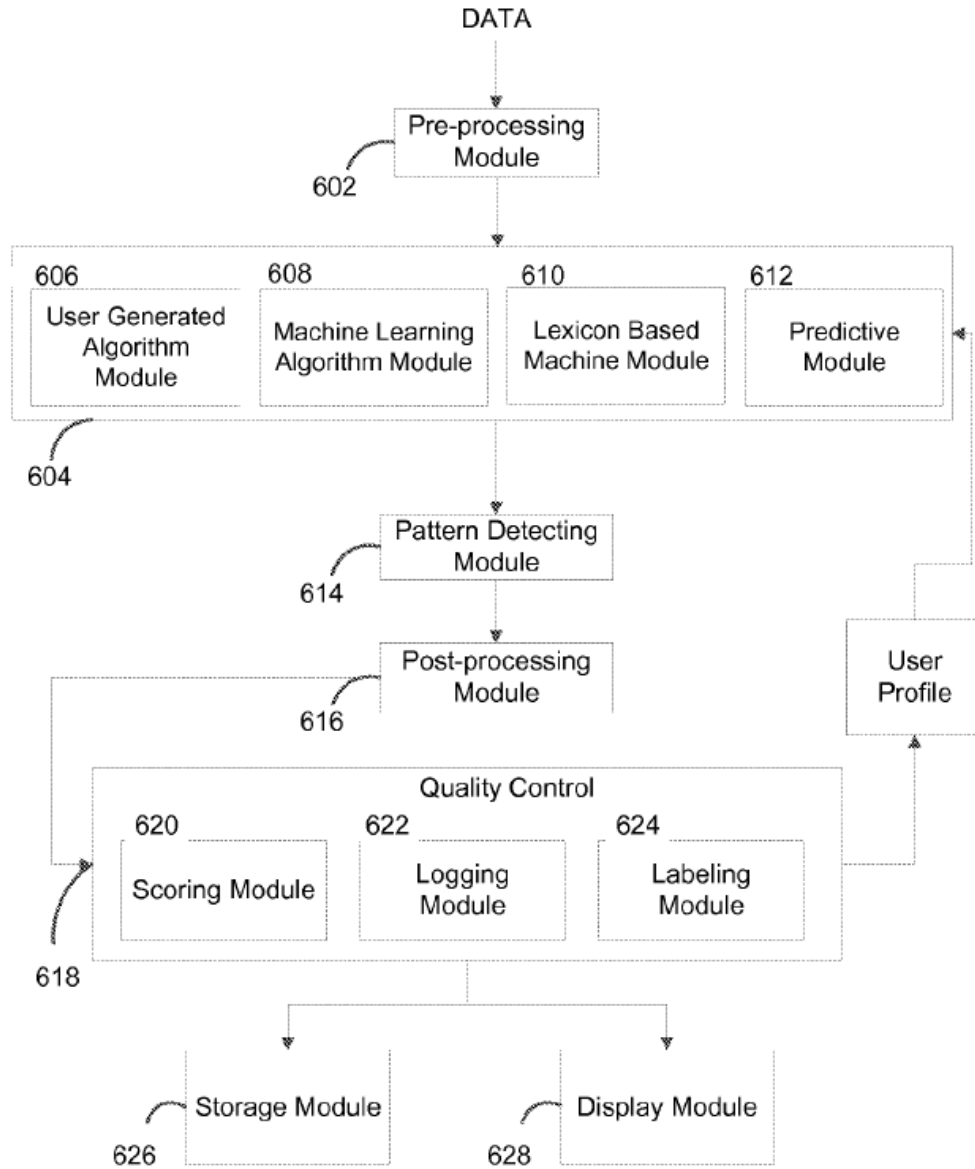 DATA
Pre-processing
Module
602
606
User Generated
Algorithm
Module
608
Machine Learning
Algorithm Module
610
Lexicon Based
Machine Module
612
Predictive
Module
604
Pattern Detecting
Module
614
Post-processing
Module
616
User
Profile
Quality Control
620
Scoring Module
622
Logging
Module
624
Labeling
Module
618
Storage Module
626
Display Module
628